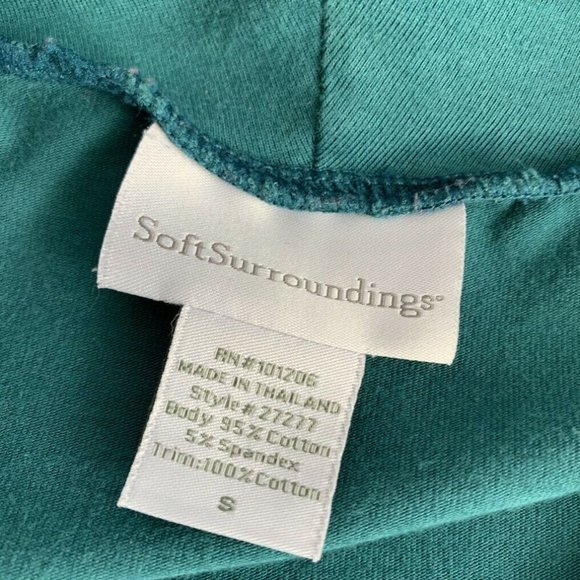 SoftSurroundings®
RN#101206
MADE IN THAILAND
Style#27277
Body 95%Cotton
5% Spandex
Trim:100%Cotton
S